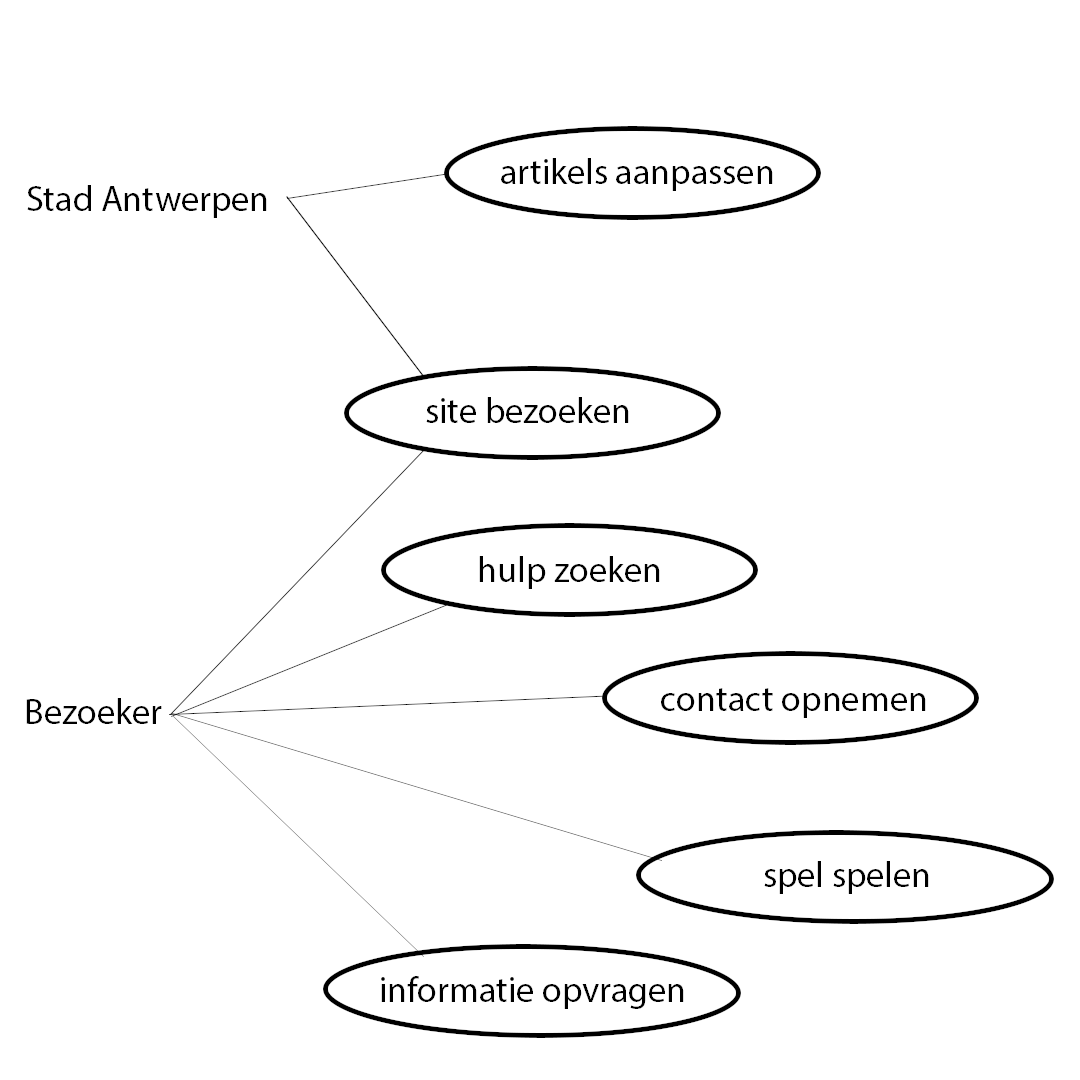 artikels aanpassen
Stad Antwerpen
site bezoeken
hulp zoeken
contact opnemen
Bezoeker
spel spelen
informatie opvragen